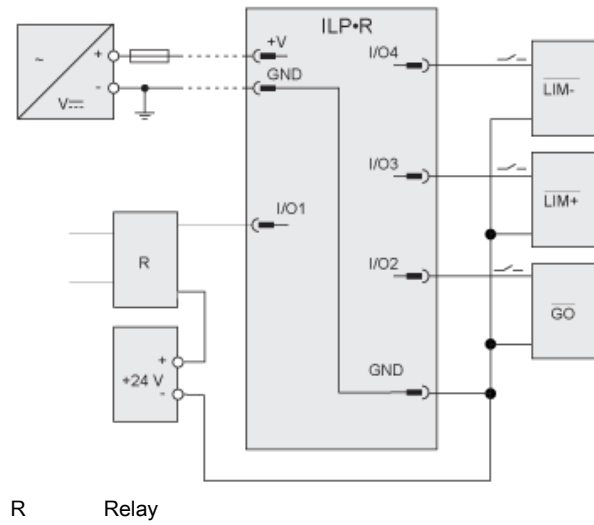 ILP•R
~
+
-
V⎓
+V
GND
I/O4
LIM-
I/O3
LIM+
I/O1
I/O2
GO
R
+
+24 V
-
GND
R Relay